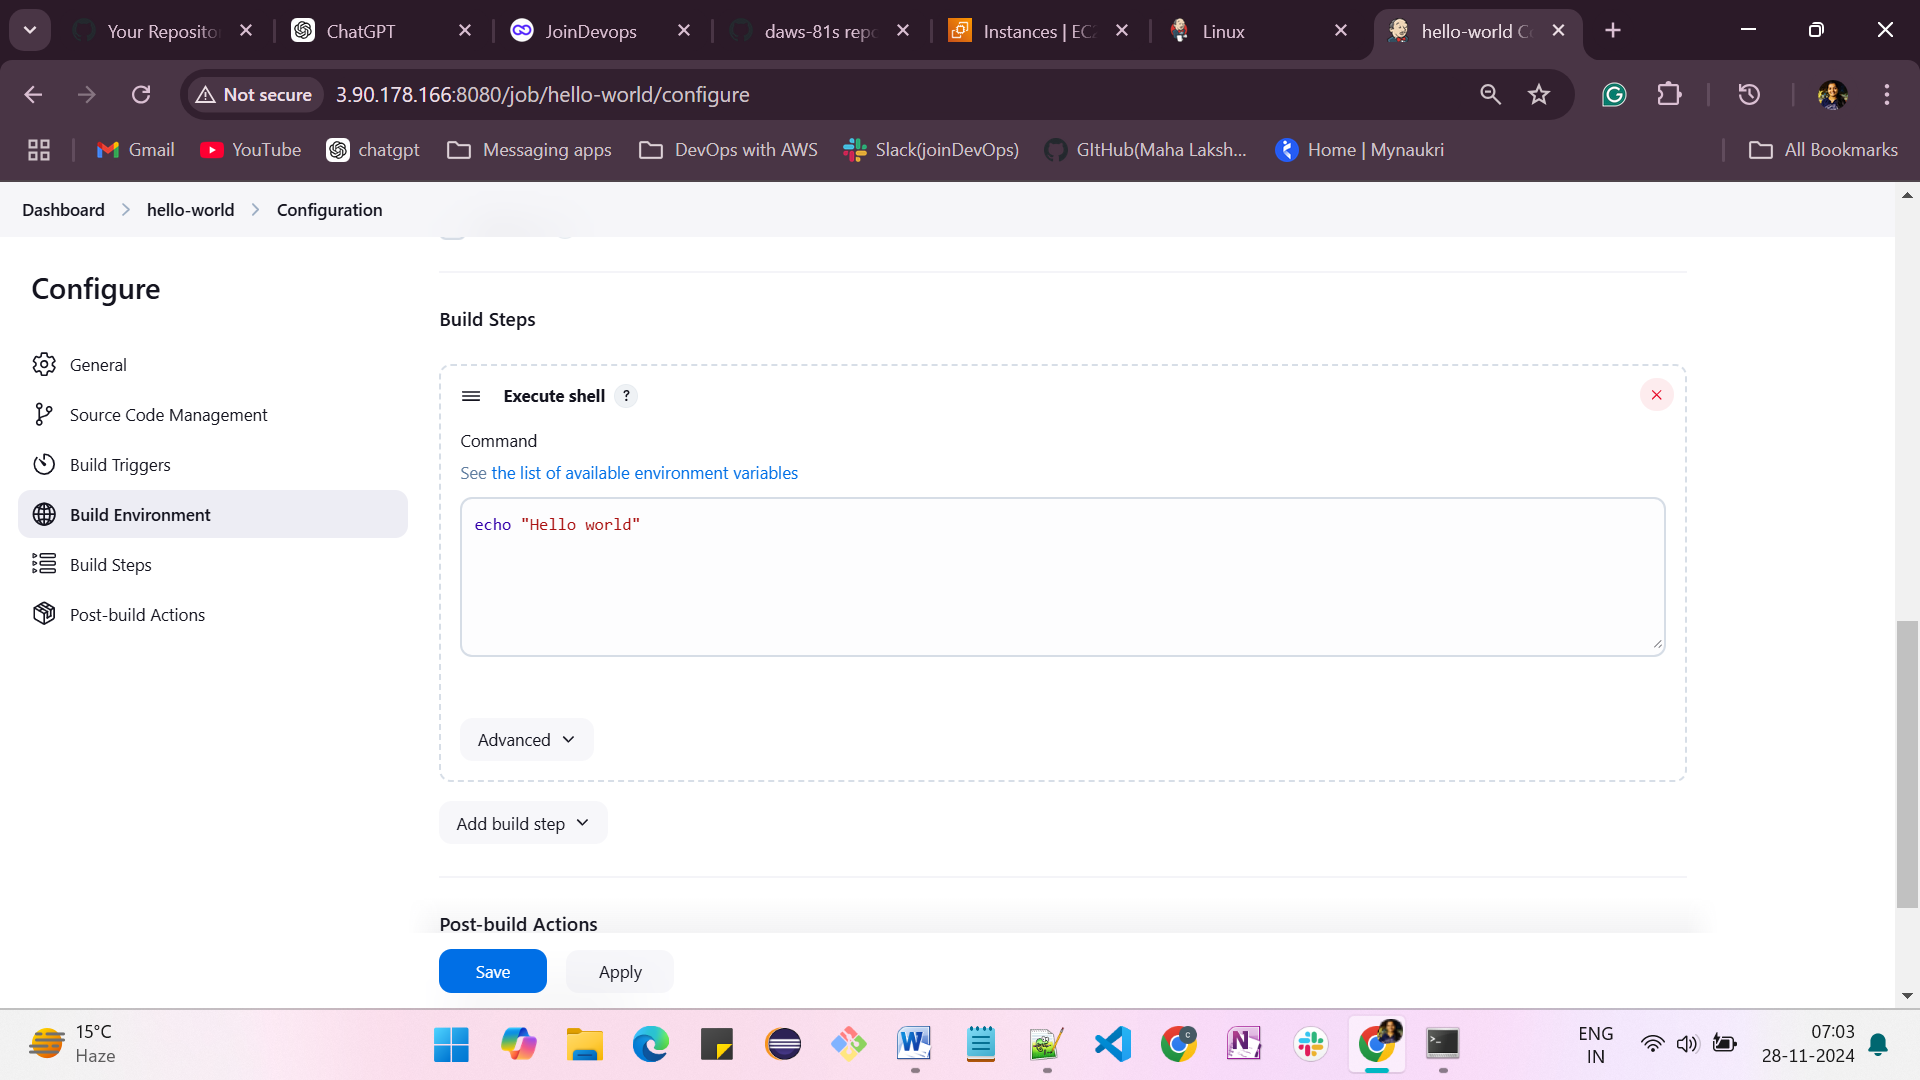 Your Repositor
ChatGPT
JoinDevops
daws-81s repo
Instances | EC2
Linux
hello-world Co
Not secure
3.90.178.166:8080/job/hello-world/configure
Gmail
YouTube
chatgpt
Messaging apps
DevOps with AWS
Slack(joinDevOps)
GItHub(Maha Laksh...
Home | Mynaukri
All Bookmarks
Dashboard
hello-world
Configuration
Configure
General
Source Code Management
Build Triggers
Build Environment
Build Steps
Post-build Actions
Build Steps
Execute shell ?
Command
See the list of available environment variables
echo "Hello world"
Advanced
Add build step
Post-build Actions
Save
Apply
15°C
Haze
ENG
IN
07:03
28-11-2024